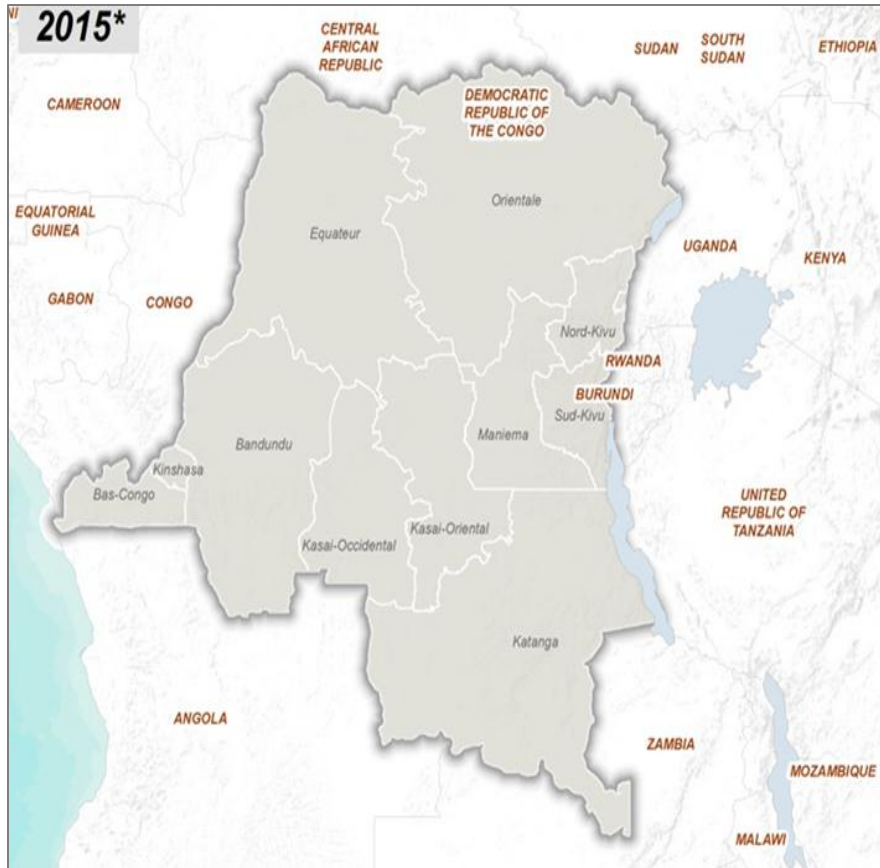 NI
2015*
CENTRAL
AFRICAN
REPUBLIC
SUDAN
SOUTH
SUDAN
ETHIOPIA
CAMEROON
DEMOCRATIC
REPUBLIC OF
THE CONGO
Orientale
EQUATORIAL
GUINEA
Equateur
UGANDA
KENYA
GABON
CONGO
Nord-Kivu
RWANDA
BURUNDI
Sud-Kivu
Maniema
Bandundu
Kinshasa
Bas-Congo
UNITED
REPUBLIC OF
TANZANIA
Kasai-Oriental
Kasai-Occidental
Katanga
ANGOLA
ZAMBIA
MOZAMBIQUE
MALAWI